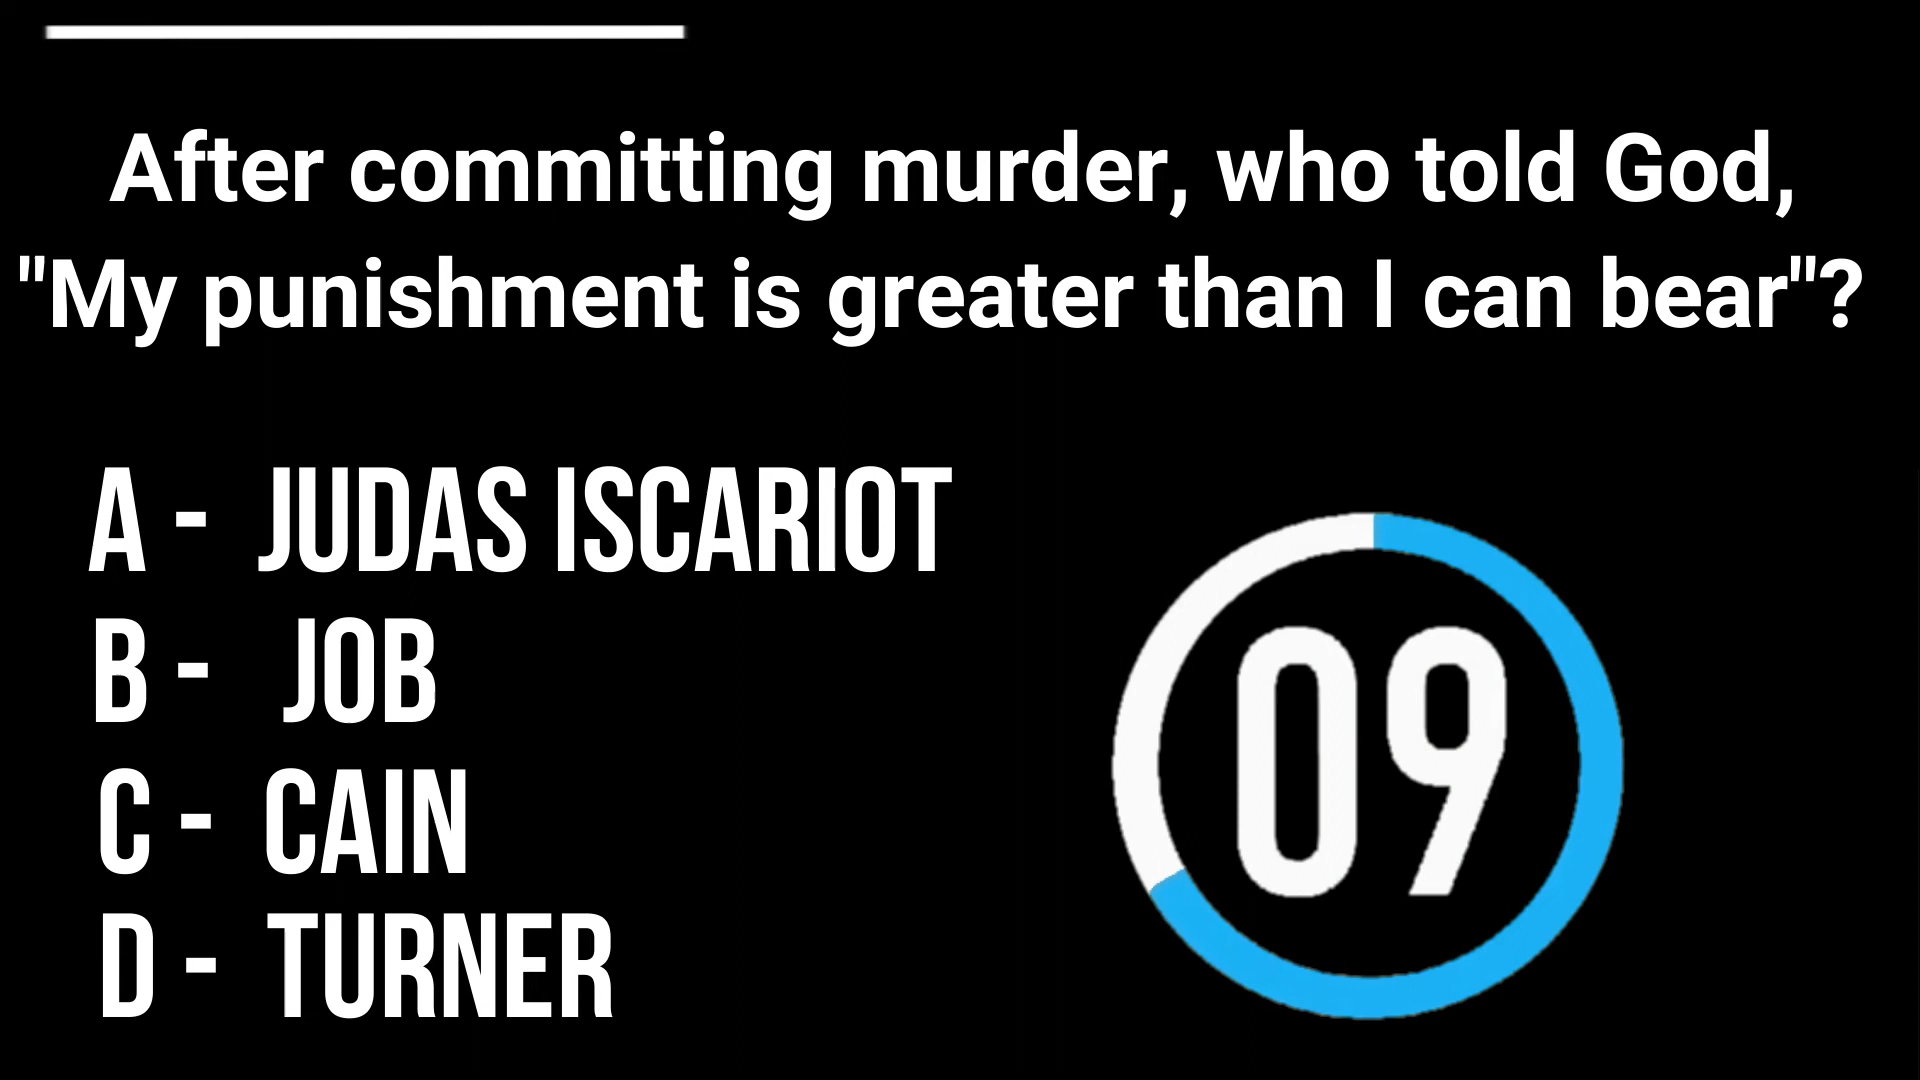 After committing murder, who told God,
"My punishment is greater than I can bear"?
A - JUDAS ISCARIOT
B - JOB
C - CAIN
D - TURNER
09